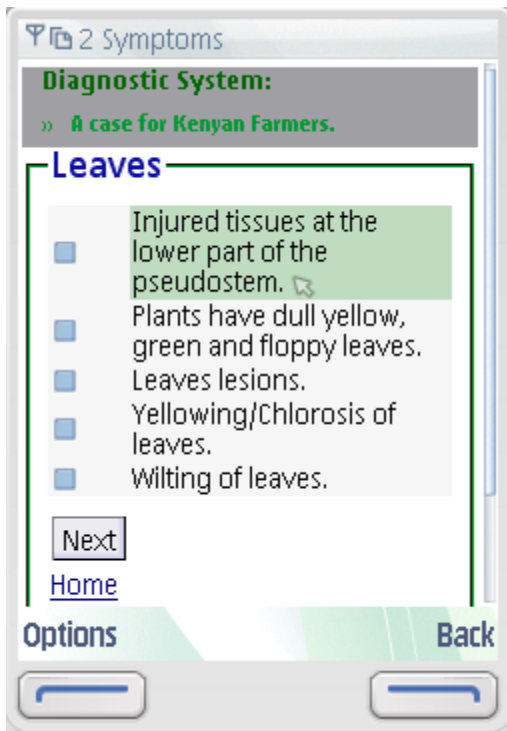 2 Symptoms
Diagnostic System:
» A case for Kenyan Farmers.
Leaves
Injured tissues at the
lower part of the
pseudostem.
Plants have dull yellow,
green and floppy leaves.
Leaves lesions.
Yellowing/Chlorosis of
leaves.
Wilting of leaves.
Next
Home
Options Back